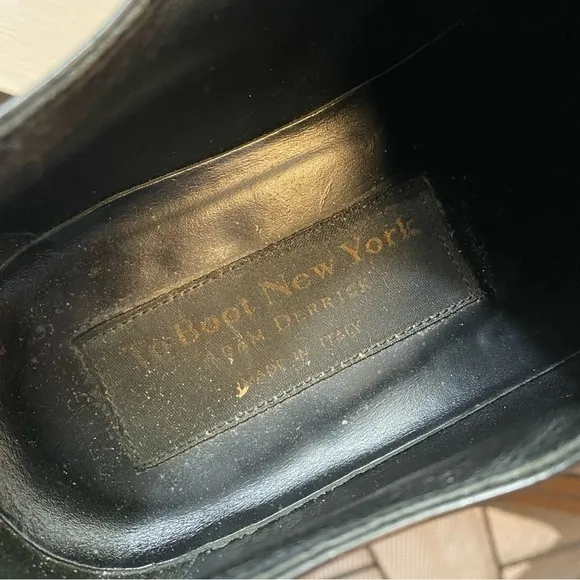 To Boot New York
ADAM DERRICK
MADE IN ITALY